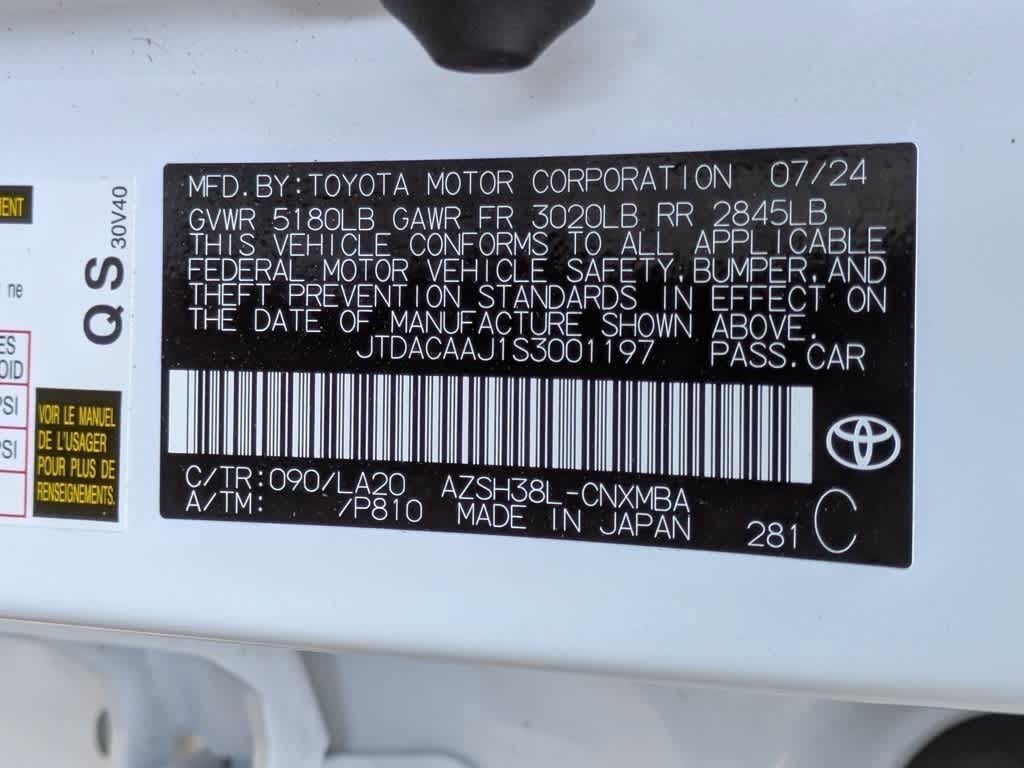 MFD.BY:TOYOTA MOTOR CORPORATION 07/24
GVWR 5180LB GAWR FR 3020LB RR 2845LB
THIS VEHICLE CONFORMS TO ALL APPLICABLE
FEDERAL MOTOR VEHICLE SAFETY,BUMPER,AND
THEFT PREVENTION STANDARDS IN EFFECT ON
THE DATE OF MANUFACTURE SHOWN ABOVE.
JTDACAAJ1S3001197 PASS.CAR
C/TR:090/LA20 AZSH38L-CNXMBA
A/TM: /P810 MADE IN JAPAN 281 C
QS
30V40
ne
PSI
PSI
VOIR LE MANUEL
DE L'USAGER
POUR PLUS DE
RENSEIGNEMENTS.